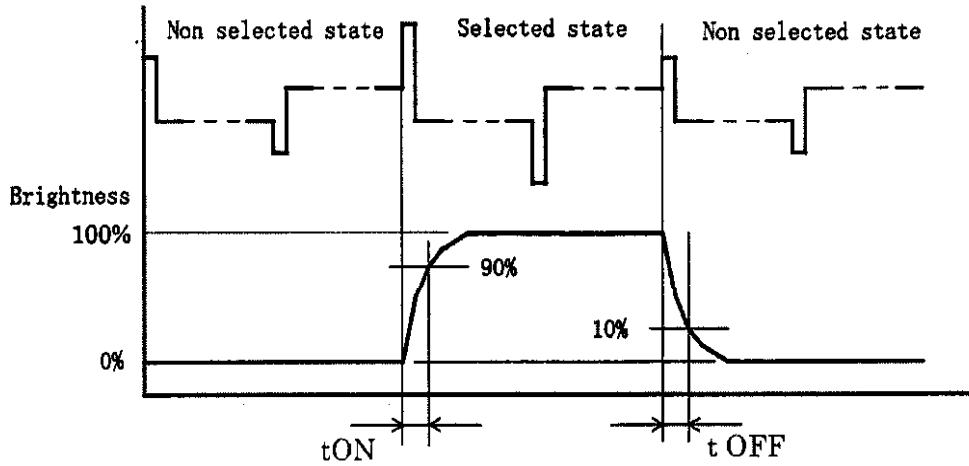 Non selected state
Selected state
Non selected state
Brightness
100%
90%
10%
0%
tON
t OFF